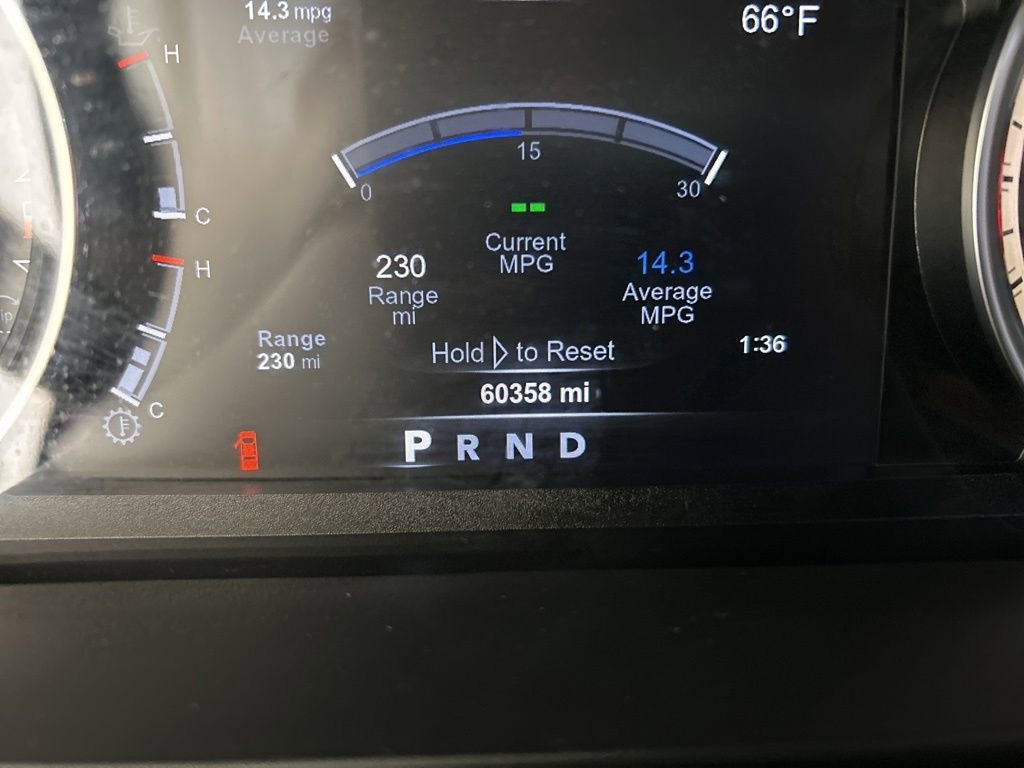 14.3 mpg
Average
66°F
H
C
H
C
0
15
30
Current
MPG
230
Range
mi
14.3
Average
MPG
Range
230 mi
Hold to Reset
1:36
60358 mi
P R N D